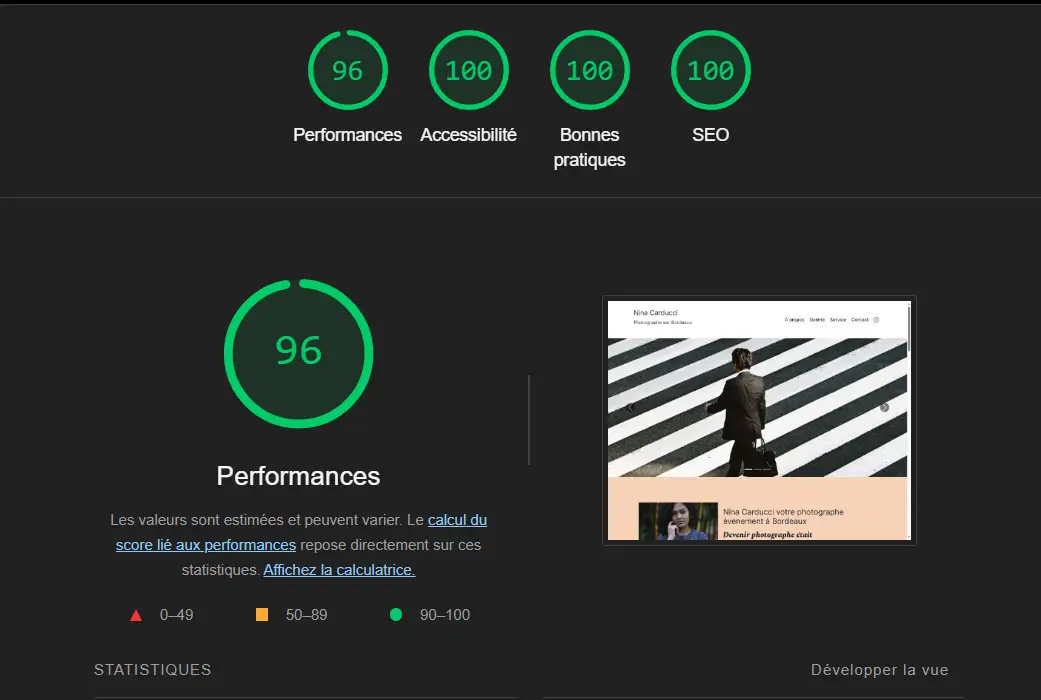 96
100
100
100
Performances
Accessibilité
Bonnes
pratiques
SEO
96
Performances
Les valeurs sont estimées et peuvent varier. Le calcul du
score lié aux performances repose directement sur ces
statistiques. Affichez la calculatrice.
0–49
50–89
90–100
Nina Carducci
Photographe sur Bordeaux
À propos
Galerie
Service
Contact
Nina Carducci votre photographe
évenement à Bordeaux
Devenir photographe était
STATISTIQUES
Développer la vue